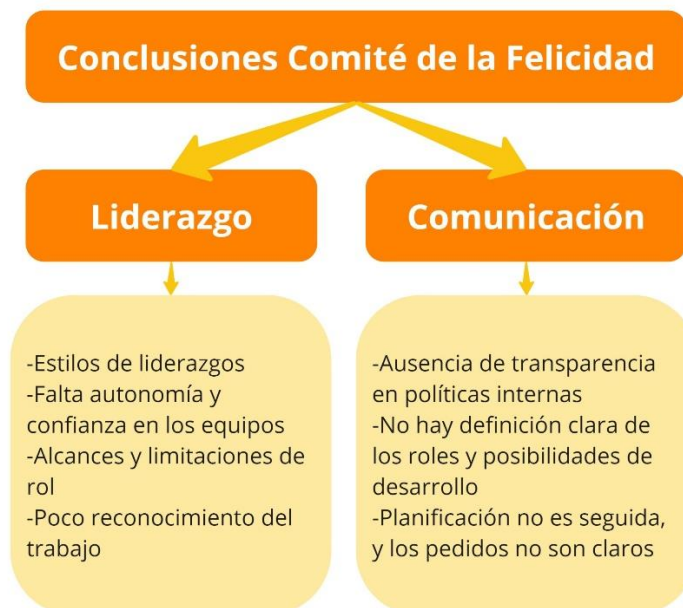 Conclusiones Comité de la Felicidad
Liderazgo
-Estilos de liderazgos
-Falta autonomía y
confianza en los equipos
-Alcances y limitaciones de
rol
-Poco reconocimiento del
trabajo
Comunicación
-Ausencia de transparencia
en políticas internas
-No hay definición clara de
los roles y posibilidades de
desarrollo
-Planificación no es seguida,
y los pedidos no son claros